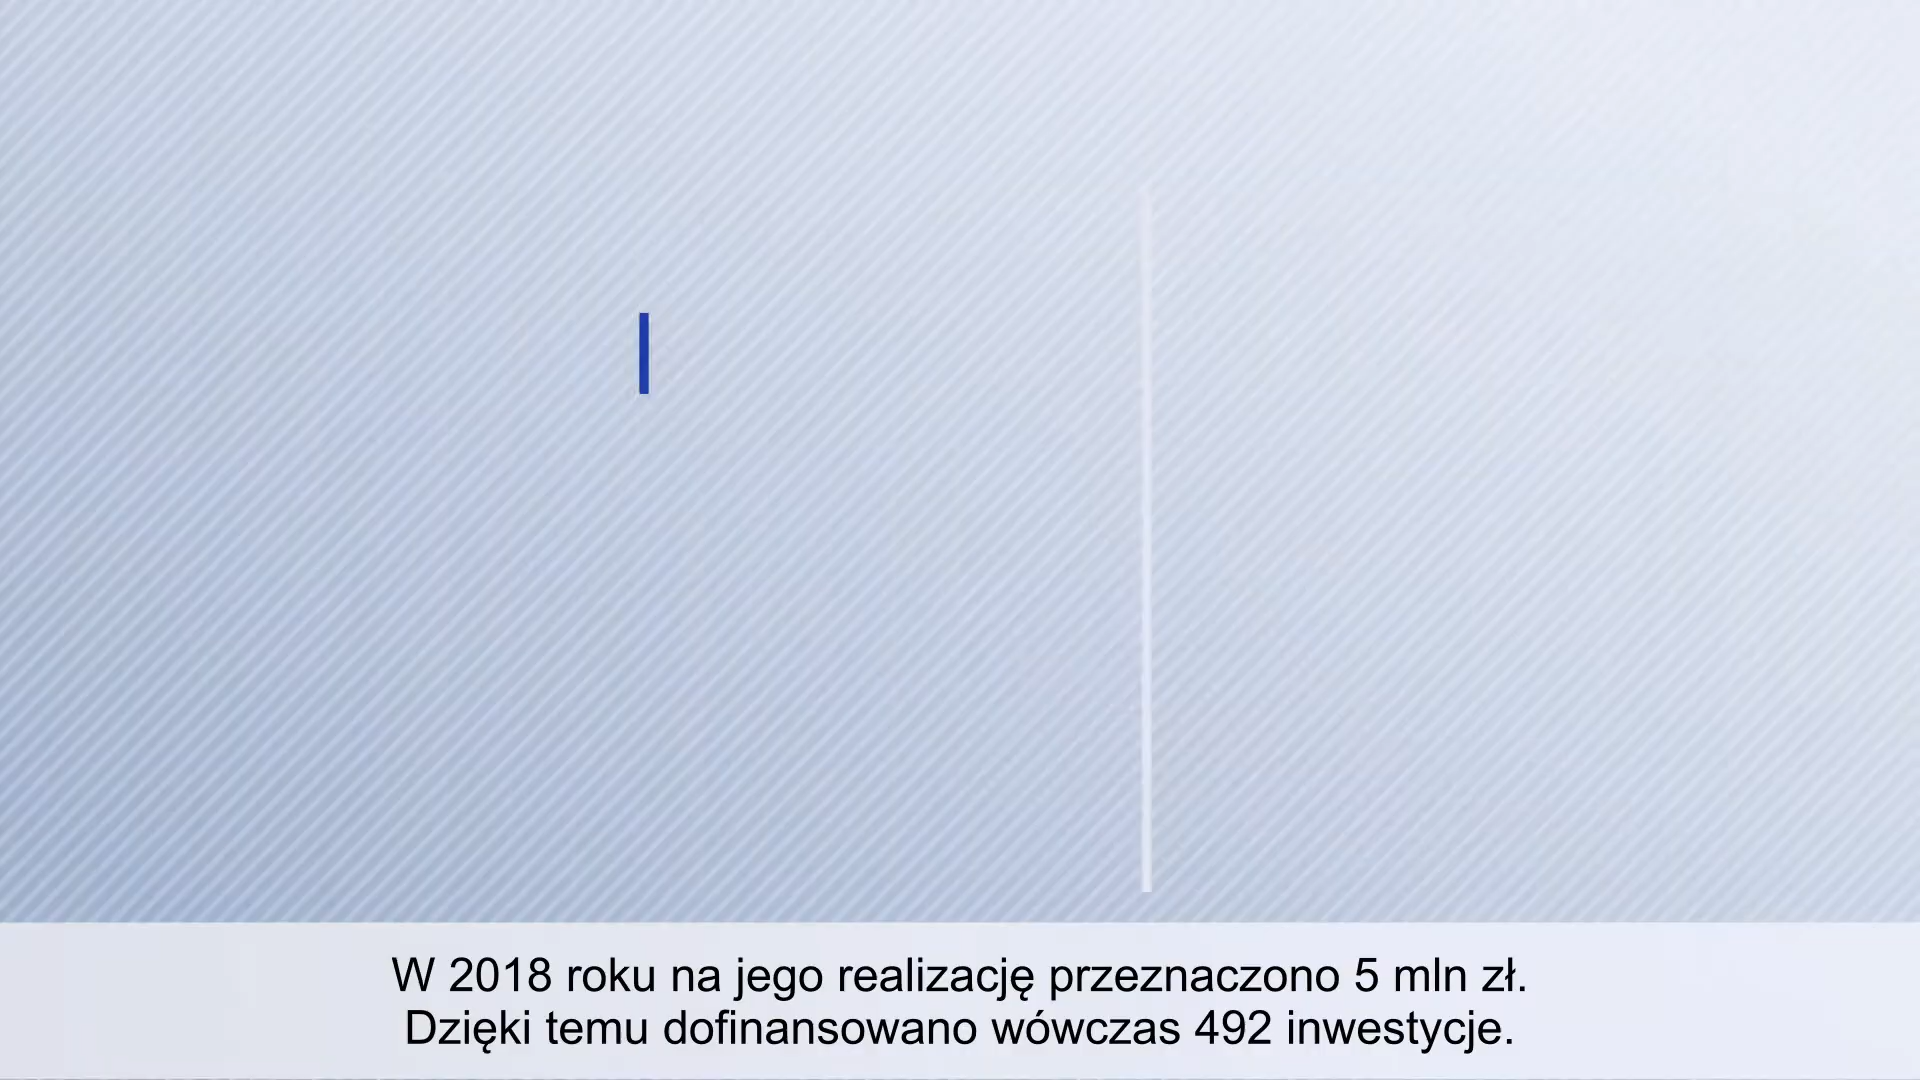 W 2018 roku na jego realizację przeznaczono 5 mln zł.
Dzięki temu dofinansowano wówczas 492 inwestycje.